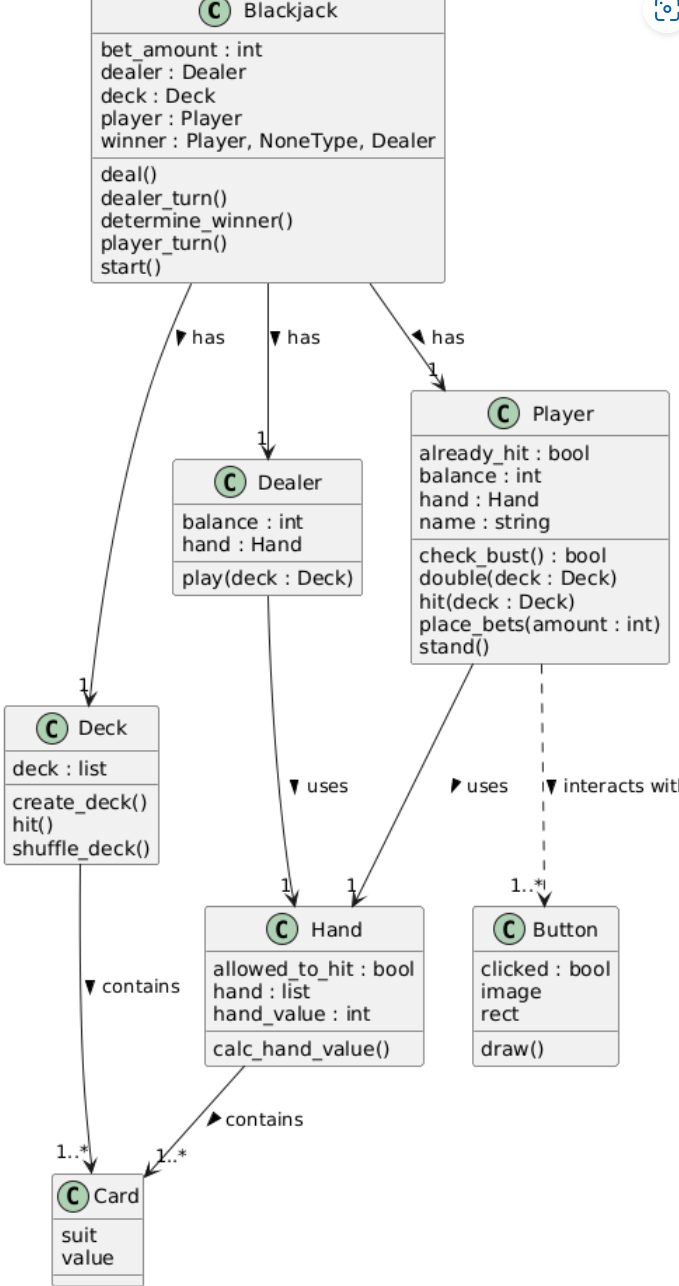 C Blackjack
bet_amount : int
dealer : Dealer
deck : Deck
player : Player
winner : Player, NoneType, Dealer
deal()
dealer_turn()
determine_winner()
player_turn()
start()
has
has
has
1
C Player
already_hit : bool
balance : int
hand : Hand
name : string
check_bust() : bool
double(deck : Deck)
hit(deck : Deck)
place_bets(amount : int)
stand()
1
C Dealer
balance : int
hand : Hand
play(deck : Deck)
1
C Deck
deck : list
create_deck()
hit()
shuffle_deck()
uses
uses
interacts wit
1
1
1..*
C Hand
allowed_to_hit : bool
hand : list
hand_value : int
calc_hand_value()
C Button
clicked : bool
image
rect
draw()
contains
contains
1..*
1..*
C Card
suit
value